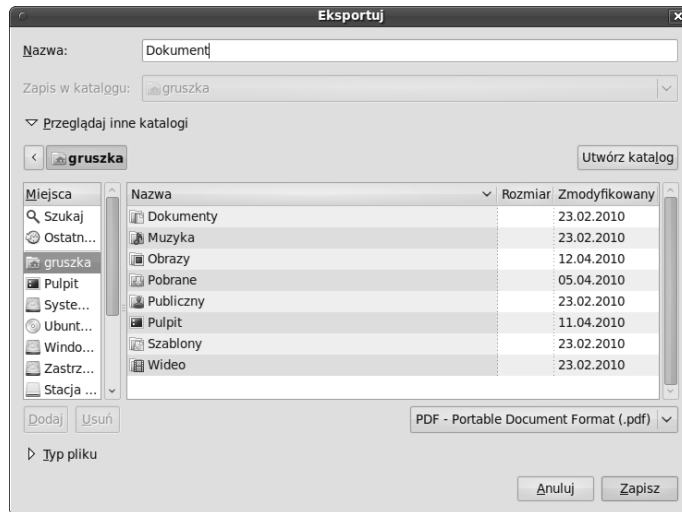 Eksportuj
Nazwa: Dokument
Zapis w katalogu: gruszka
Przeglądaj inne katalogi
gruszka Utwórz katalog
Miejsca Nazwa Rozmiar Zmodyfikowany
Szukaj Dokumenty 23.02.2010
Ostatn... Muzyka 23.02.2010
gruszka Obrazy 12.04.2010
Pulpit Pobrane 05.04.2010
Syste... Publiczny 23.02.2010
Ubunt... Pulpit 11.04.2010
Windo... Szablony 23.02.2010
Zastrz... Wideo 23.02.2010
Stacja ...
Dodaj Usuń PDF - Portable Document Format (.pdf)
Typ pliku
Anuluj Zapisz